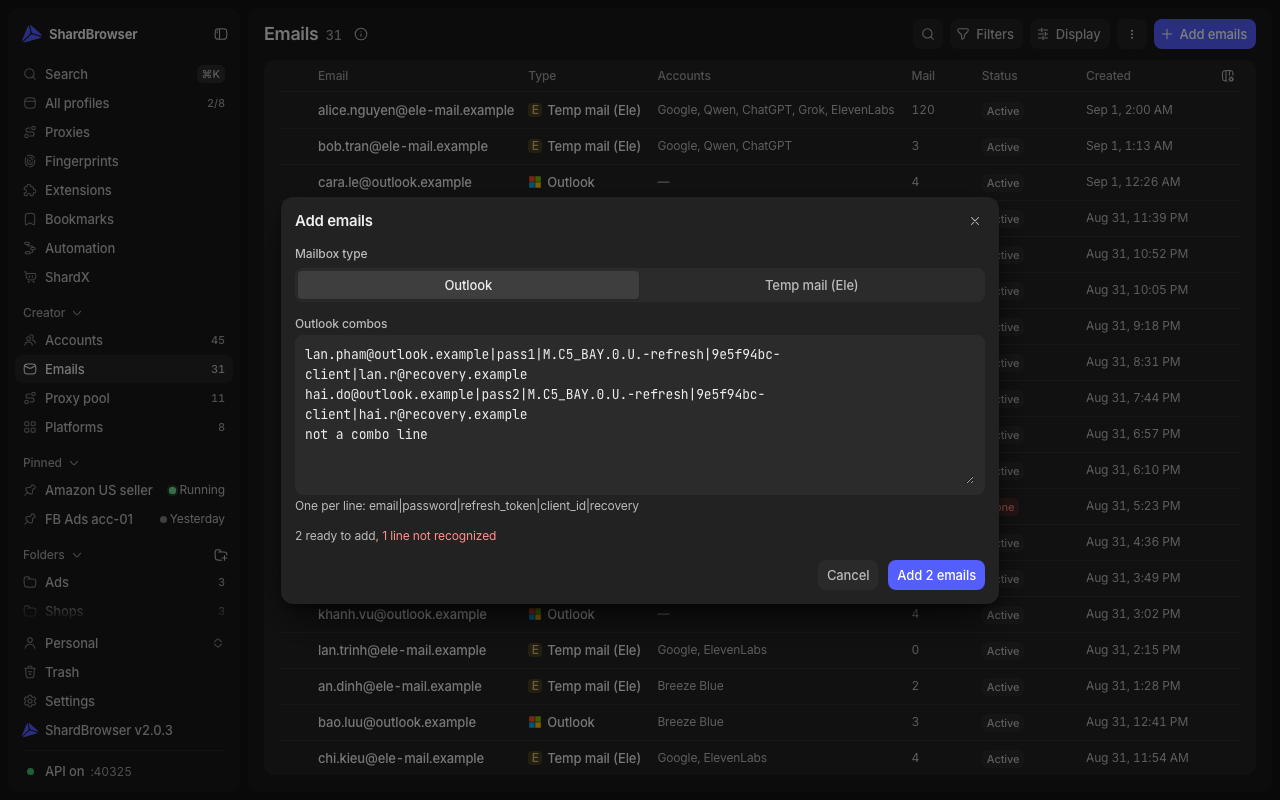 ShardBrowser
Search ⌘K
All profiles 2/8
Proxies
Fingerprints
Extensions
Bookmarks
Automation
ShardX
Creator
Accounts 45
Emails 31
Proxy pool 11
Platforms 8
Pinned
Amazon US seller Running
FB Ads acc-01 Yesterday
Folders
Ads 3
Shops 3
Personal
Trash
Settings
ShardBrowser v2.0.3
API on :40325
Emails 31
Filters
Display
Add emails
Email Type Accounts Mail Status Created
alice.nguyen@ele-mail.example E Temp mail (Ele) Google, Qwen, ChatGPT, Grok, ElevenLabs 120 Active Sep 1, 2:00 AM
bob.tran@ele-mail.example E Temp mail (Ele) Google, Qwen, ChatGPT 3 Active Sep 1, 1:13 AM
cara.le@outlook.example Outlook — 4 Active Sep 1, 12:26 AM
Aug 31, 11:39 PM
Aug 31, 10:52 PM
Aug 31, 10:05 PM
Aug 31, 9:18 PM
Aug 31, 8:31 PM
Aug 31, 7:44 PM
Aug 31, 6:57 PM
Aug 31, 6:10 PM
Aug 31, 5:23 PM
Aug 31, 4:36 PM
Aug 31, 3:49 PM
Add emails
Mailbox type
Outlook Temp mail (Ele)
Outlook combos
lan.pham@outlook.example|pass1|M.C5_BAY.0.U.-refresh|9e5f94bc-
client|lan.r@recovery.example
hai.do@outlook.example|pass2|M.C5_BAY.0.U.-refresh|9e5f94bc-
client|hai.r@recovery.example
not a combo line
One per line: email|password|refresh_token|client_id|recovery
2 ready to add, 1 line not recognized
Cancel Add 2 emails
khanh.vu@outlook.example Outlook — 4 Active Aug 31, 3:02 PM
lan.trinh@ele-mail.example E Temp mail (Ele) Google, ElevenLabs 0 Active Aug 31, 2:15 PM
an.dinh@ele-mail.example E Temp mail (Ele) Breeze Blue 2 Active Aug 31, 1:28 PM
bao.luu@outlook.example Outlook Breeze Blue 3 Active Aug 31, 12:41 PM
chi.kieu@ele-mail.example E Temp mail (Ele) Google, ElevenLabs 4 Active Aug 31, 11:54 AM